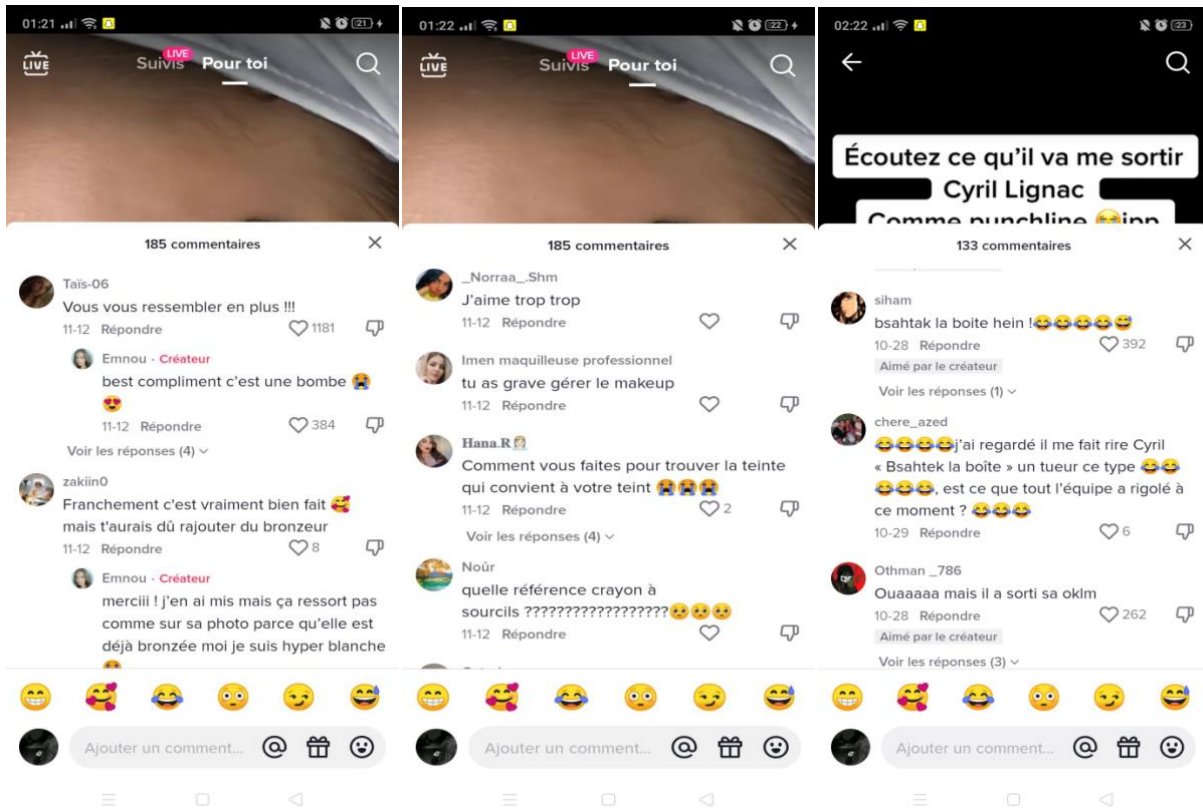 01:21 21
LIVE Suivis LIVE Pour toi
185 commentaires
Taïs-06
Vous vous ressembler en plus !!!
11-12 Répondre 1181
Emnou · Créateur
best compliment c'est une bombe 😭
😍
11-12 Répondre 384
Voir les réponses (4)
zakiin0
Franchement c'est vraiment bien fait 🥰
mais t'aurais dû rajouter du bronzeur
11-12 Répondre 8
Emnou · Créateur
merciii ! j'en ai mis mais ça ressort pas
comme sur sa photo parce qu'elle est
déjà bronzée moi je suis hyper blanche
Ajouter un comment...
01:22 22
LIVE Suivis LIVE Pour toi
185 commentaires
_Norraa_.Shm
J'aime trop trop
11-12 Répondre
Imen maquilleuse professionnel
tu as grave gérer le makeup
11-12 Répondre
Hana.R
Comment vous faites pour trouver la teinte
qui convient à votre teint 😭😭😭
11-12 Répondre 2
Voir les réponses (4)
Noûr
quelle référence crayon à
sourcils ??????????????????🥺🥺🥺
11-12 Répondre
Ajouter un comment...
02:22 23
Écoutez ce qu'il va me sortir
Cyril Lignac
Comme punchline 😭jpp
133 commentaires
siham
bsahtak la boite hein !😂😂😂😂😅
10-28 Répondre 392
Aimé par le créateur
Voir les réponses (1)
chere_azed
😂😂😂😂j'ai regardé il me fait rire Cyril
« Bsahtek la boîte » un tueur ce type 😂😂
😂😂😂, est ce que tout l'équipe a rigolé à
ce moment ? 😂😂😂
10-29 Répondre 6
Othman _786
Ouaaaaa mais il a sorti sa oklm
10-28 Répondre 262
Aimé par le créateur
Voir les réponses (3)
Ajouter un comment...